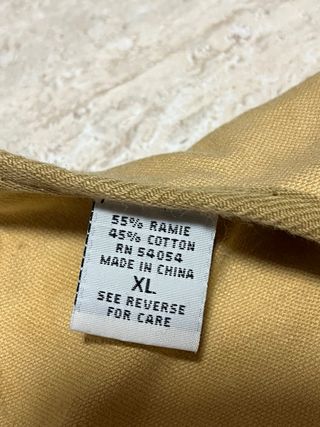 55% RAMIE
45% COTTON
RN 54054
MADE IN CHINA
XL
SEE REVERSE
FOR CARE